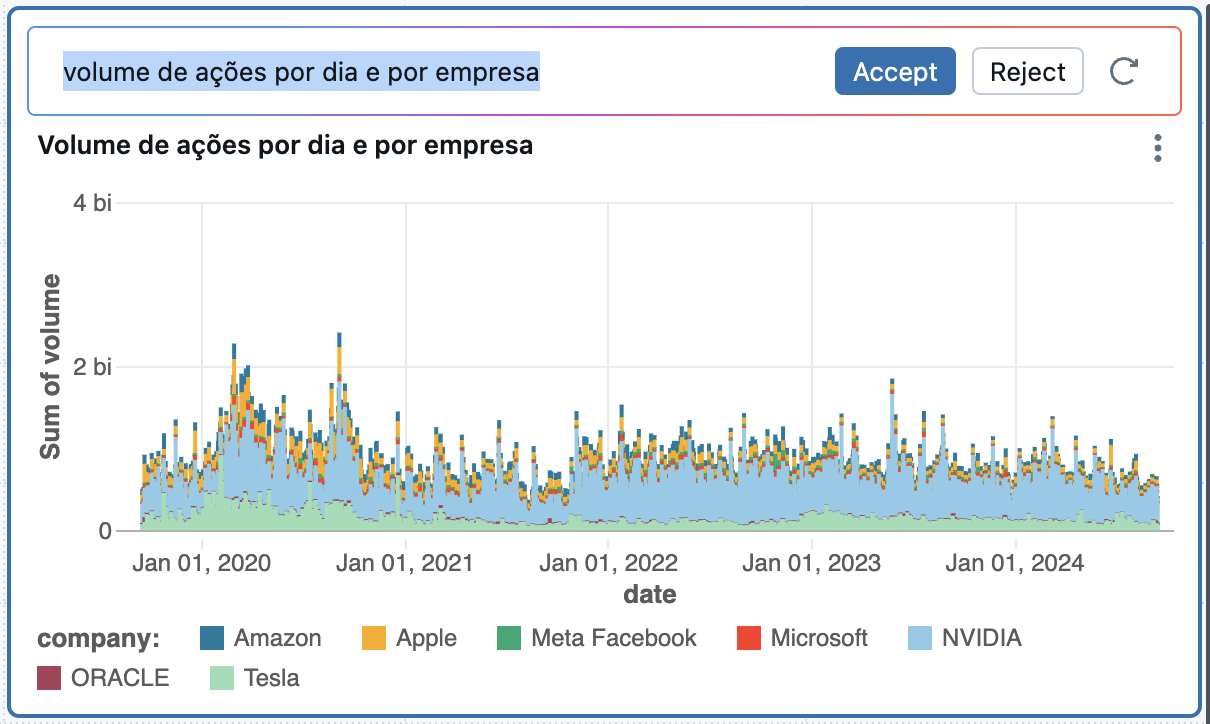 volume de ações por dia e por empresa
Accept
Reject
Volume de ações por dia e por empresa
Sum of volume
4 bi
2 bi
0
Jan 01, 2020
Jan 01, 2021
Jan 01, 2022
Jan 01, 2023
Jan 01, 2024
date
company: Amazon Apple Meta Facebook Microsoft NVIDIA
ORACLE Tesla